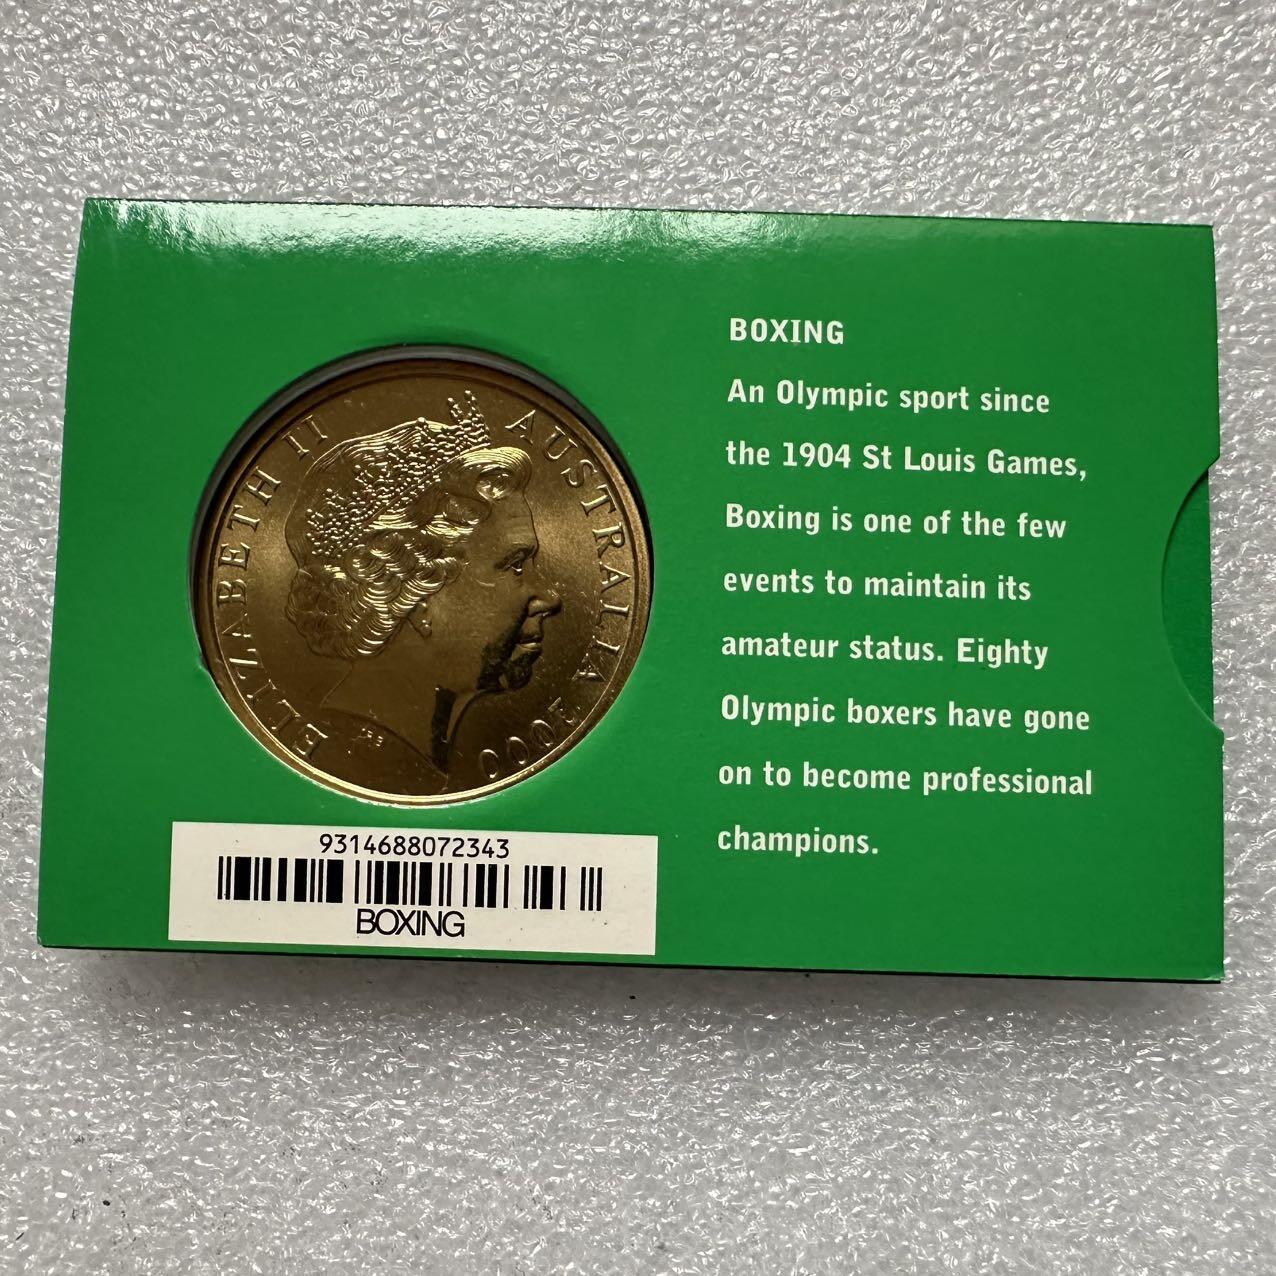 ELIZABETH II AUSTRALIA 2000
IRB
BOXING
An Olympic sport since
the 1904 St Louis Games,
Boxing is one of the few
events to maintain its
amateur status. Eighty
Olympic boxers have gone
on to become professional
champions.
9314688072343
BOXING